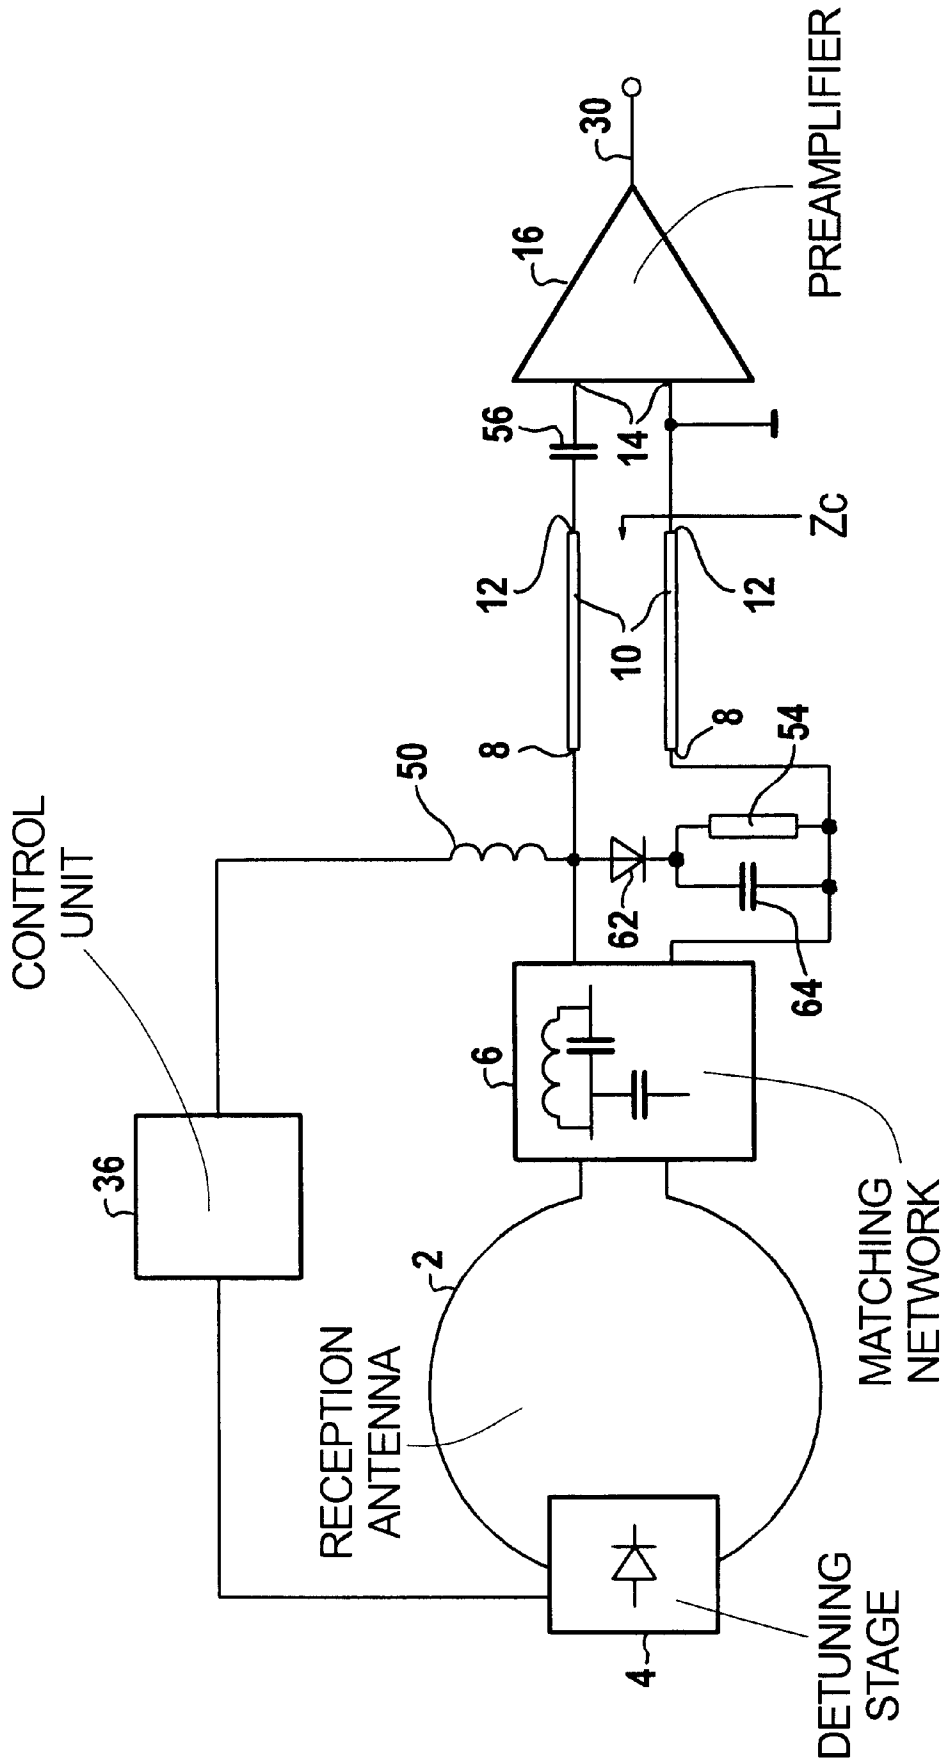 CONTROL
UNIT
36
50
RECEPTION
ANTENNA
2
6
8
12
56
16
30
14
10
62
4
64
54
8
12
ZC
DETUNING
STAGE
MATCHING
NETWORK
PREAMPLIFIER